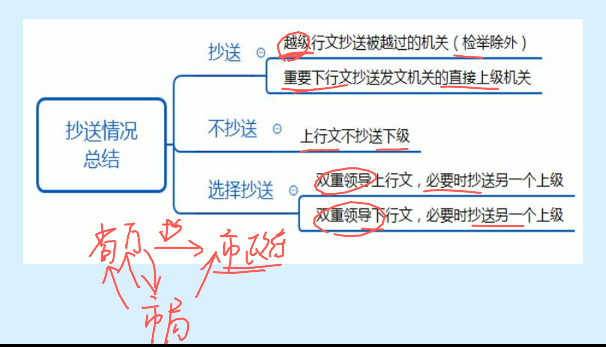 抄送
越级行文抄送被越过的机关（检举除外）
重要下行文抄送发文机关的直接上级机关
抄送情况
总结
不抄送
上行文不抄送下级
选择抄送
双重领导上行文，必要时抄送另一个上级
双重领导下行文，必要时抄送另一个上级
市政府
市局